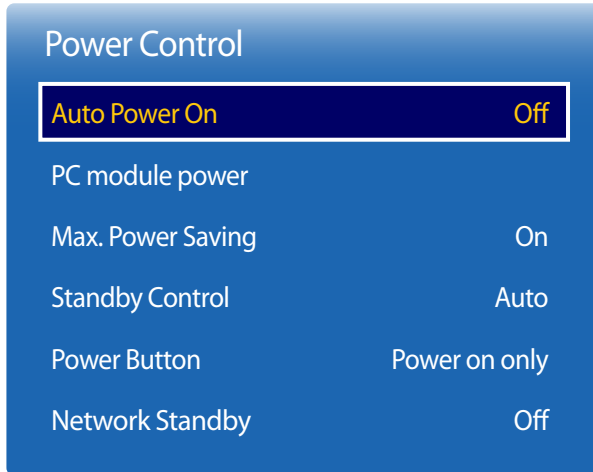 Power Control
Auto Power On Off
PC module power
Max. Power Saving On
Standby Control Auto
Power Button Power on only
Network Standby Off